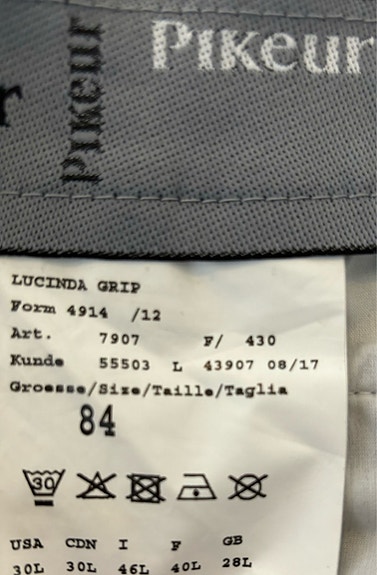 PIKeur
PIKeur
r
LUCINDA GRIP
Form 4914 /12
Art. 7907 F/ 430
Kunde 55503 L 43907 08/17
Groesse/Size/Taille/Taglia
84
30
USA CDN I F GB
30L 30L 46L 40L 28L